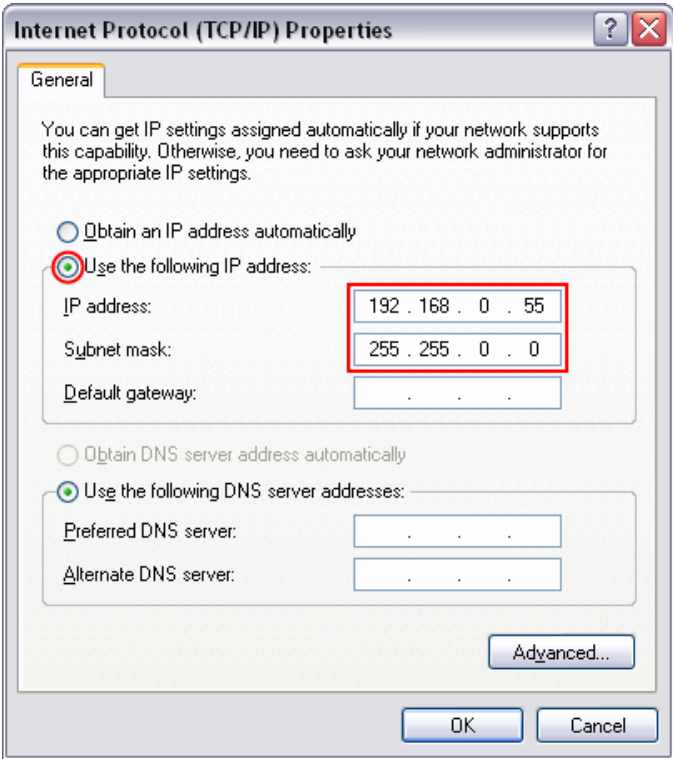 Internet Protocol (TCP/IP) Properties
?
General
You can get IP settings assigned automatically if your network supports
this capability. Otherwise, you need to ask your network administrator for
the appropriate IP settings.
Obtain an IP address automatically
Use the following IP address:
IP address: 192 . 168 . 0 . 55
Subnet mask: 255 . 255 . 0 . 0
Default gateway: . . .
Obtain DNS server address automatically
Use the following DNS server addresses:
Preferred DNS server: . . .
Alternate DNS server: . . .
Advanced...
OK Cancel